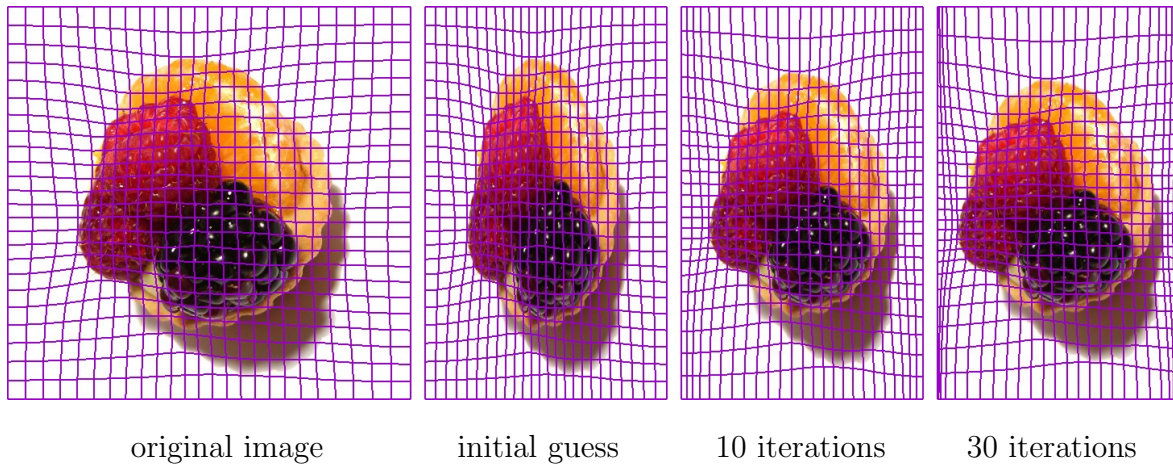 original image
initial guess
10 iterations
30 iterations